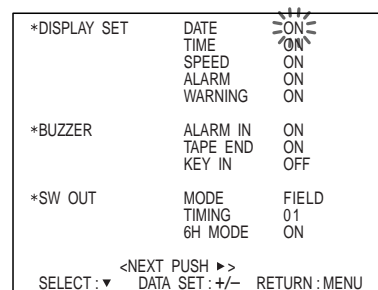 *DISPLAY SET DATE ON
TIME ON
SPEED ON
ALARM ON
WARNING ON
*BUZZER ALARM IN ON
TAPE END ON
KEY IN OFF
*SW OUT MODE FIELD
TIMING 01
6H MODE ON
<NEXT PUSH ►>
SELECT : ▼ DATA SET : +/− RETURN : MENU